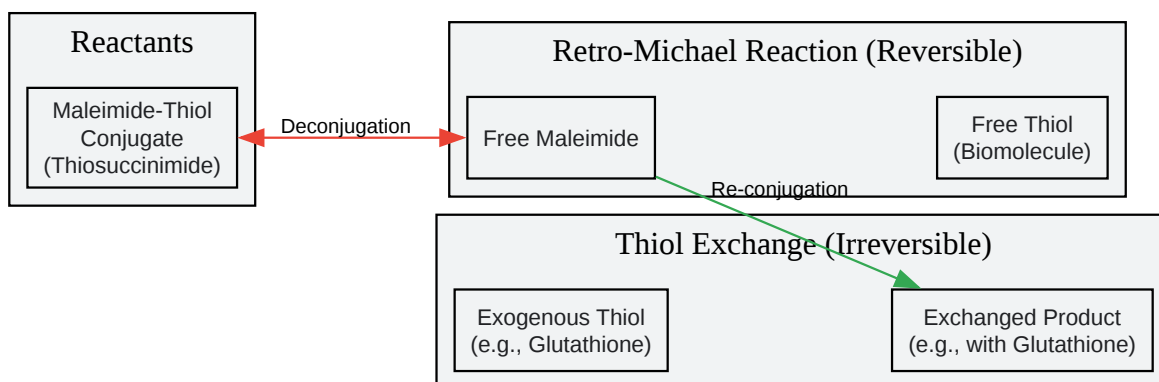 Reactants
Maleimide-Thiol
Conjugate
(Thiosuccinimide)
Deconjugation
Retro-Michael Reaction (Reversible)
Free Maleimide
Free Thiol
(Biomolecule)
Re-conjugation
Thiol Exchange (Irreversible)
Exogenous Thiol
(e.g., Glutathione)
Exchanged Product
(e.g., with Glutathione)